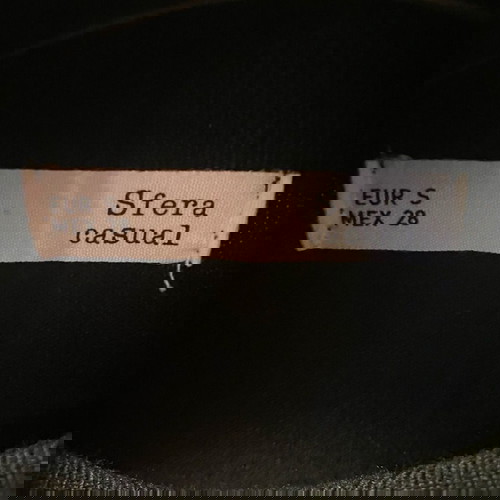 Sfera
casual
EUR S
MEX 28